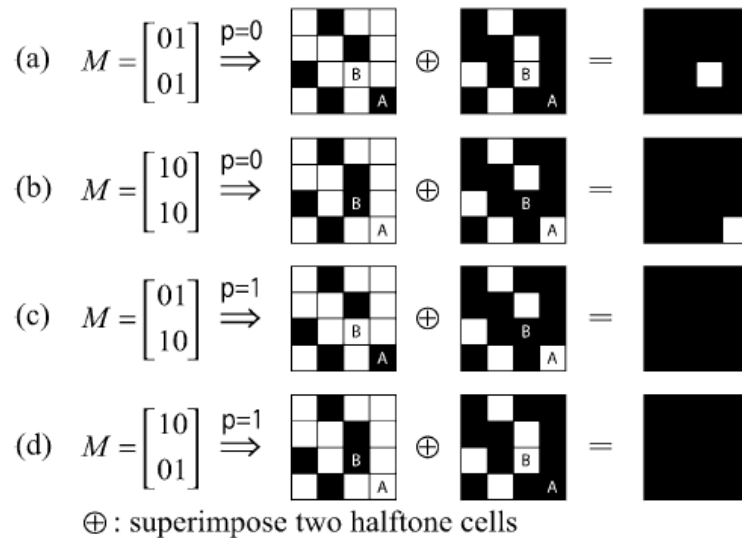 (a) M = [01 01] p=0 ⇒ B A ⊕ B A =
(b) M = [10 10] p=0 ⇒ B A ⊕ B A =
(c) M = [01 10] p=1 ⇒ B A ⊕ B A =
(d) M = [10 01] p=1 ⇒ B A ⊕ B A =
⊕ : superimpose two halftone cells